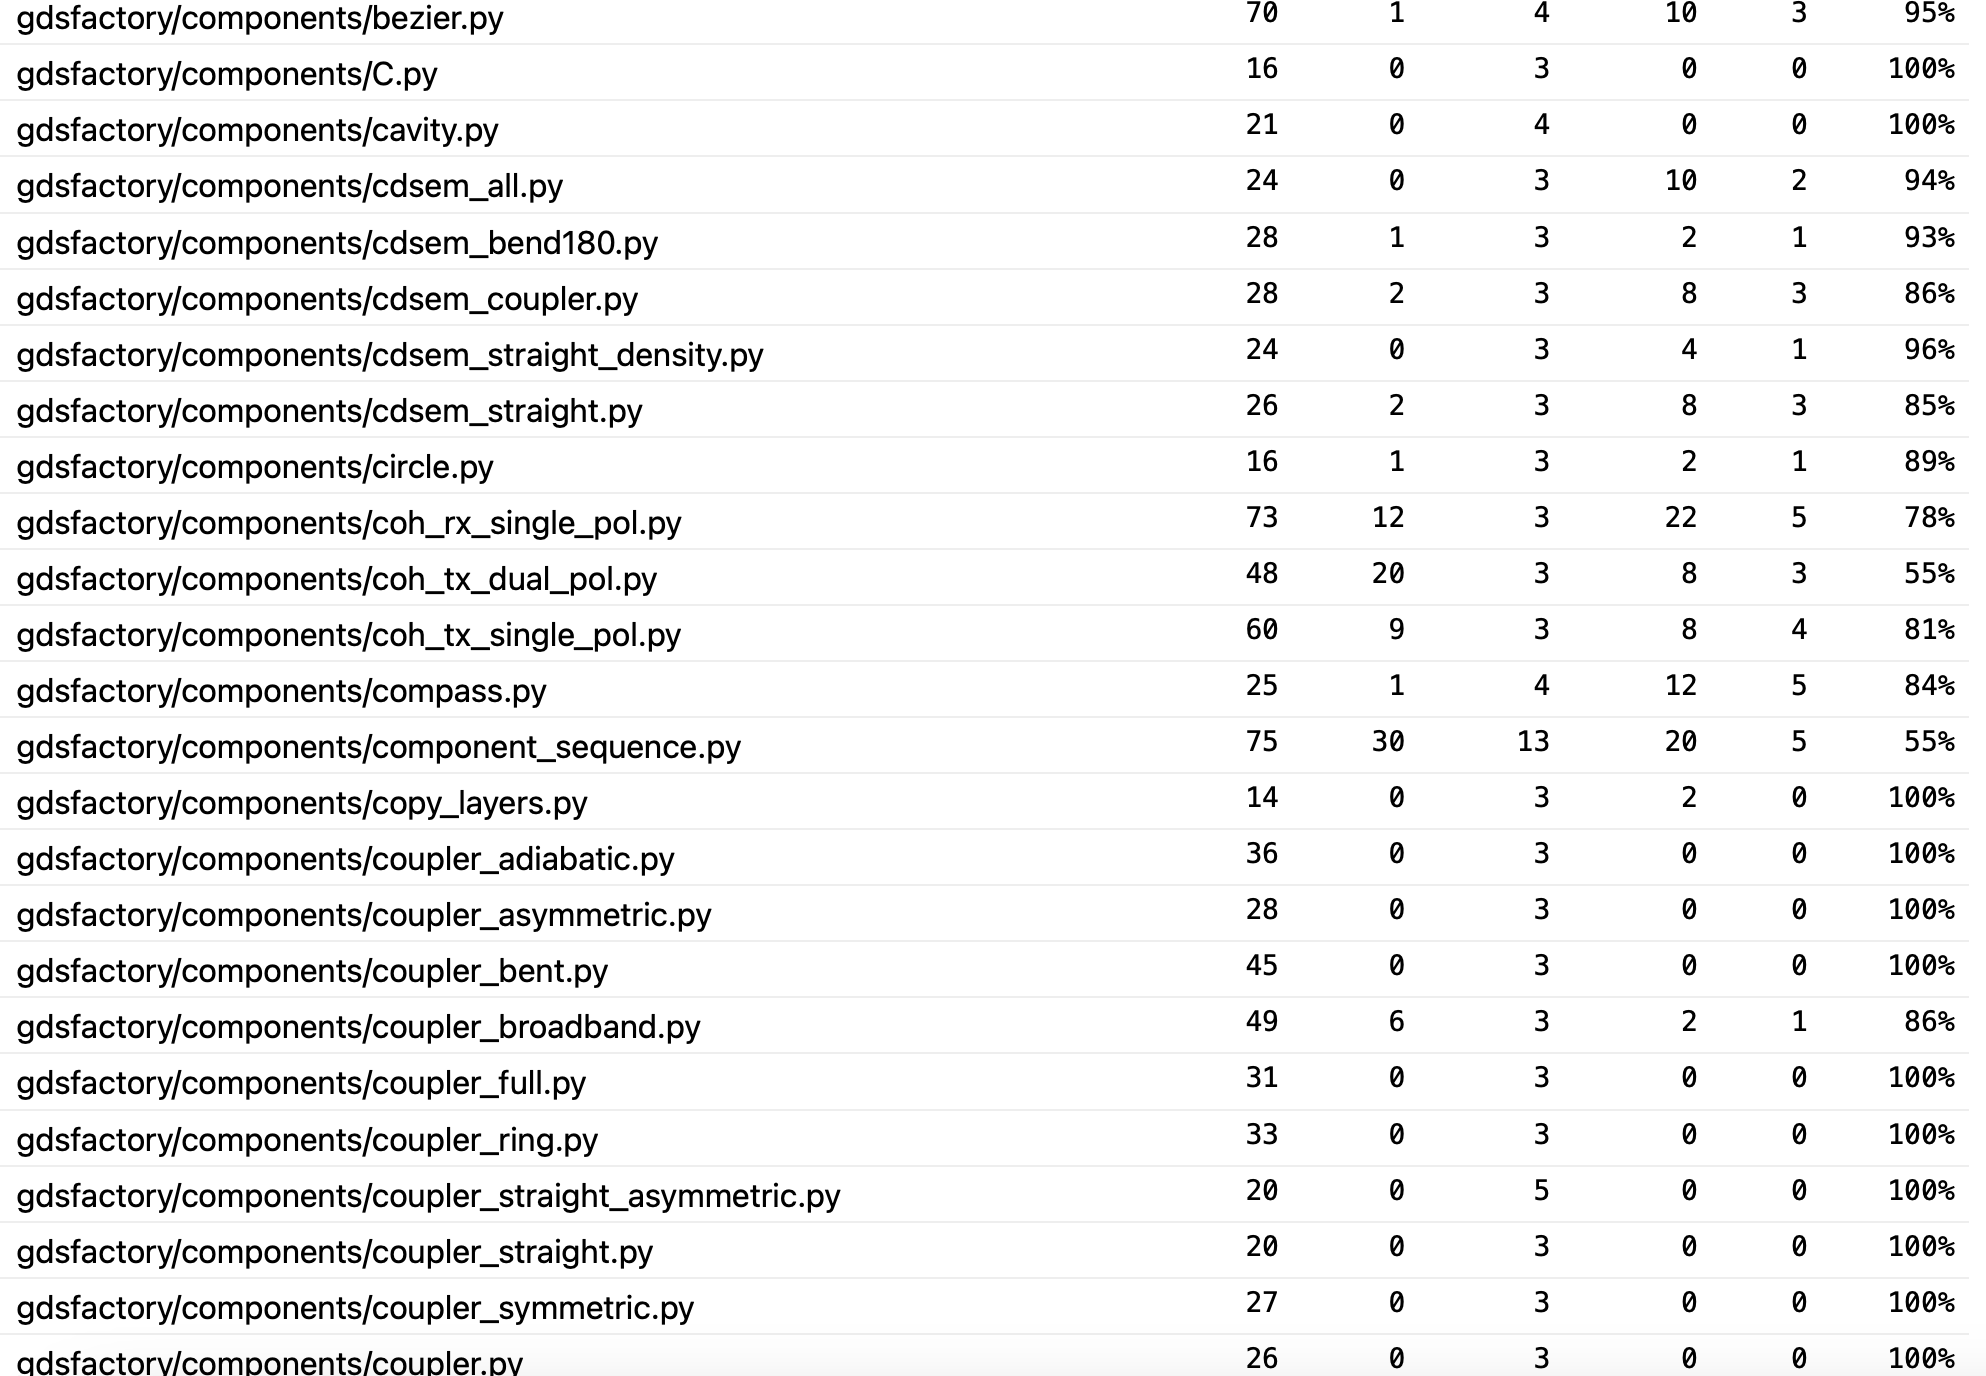 gdsfactory/components/bezier.py 70 1 4 10 3 95%
gdsfactory/components/C.py 16 0 3 0 0 100%
gdsfactory/components/cavity.py 21 0 4 0 0 100%
gdsfactory/components/cdsem_all.py 24 0 3 10 2 94%
gdsfactory/components/cdsem_bend180.py 28 1 3 2 1 93%
gdsfactory/components/cdsem_coupler.py 28 2 3 8 3 86%
gdsfactory/components/cdsem_straight_density.py 24 0 3 4 1 96%
gdsfactory/components/cdsem_straight.py 26 2 3 8 3 85%
gdsfactory/components/circle.py 16 1 3 2 1 89%
gdsfactory/components/coh_rx_single_pol.py 73 12 3 22 5 78%
gdsfactory/components/coh_tx_dual_pol.py 48 20 3 8 3 55%
gdsfactory/components/coh_tx_single_pol.py 60 9 3 8 4 81%
gdsfactory/components/compass.py 25 1 4 12 5 84%
gdsfactory/components/component_sequence.py 75 30 13 20 5 55%
gdsfactory/components/copy_layers.py 14 0 3 2 0 100%
gdsfactory/components/coupler_adiabatic.py 36 0 3 0 0 100%
gdsfactory/components/coupler_asymmetric.py 28 0 3 0 0 100%
gdsfactory/components/coupler_bent.py 45 0 3 0 0 100%
gdsfactory/components/coupler_broadband.py 49 6 3 2 1 86%
gdsfactory/components/coupler_full.py 31 0 3 0 0 100%
gdsfactory/components/coupler_ring.py 33 0 3 0 0 100%
gdsfactory/components/coupler_straight_asymmetric.py 20 0 5 0 0 100%
gdsfactory/components/coupler_straight.py 20 0 3 0 0 100%
gdsfactory/components/coupler_symmetric.py 27 0 3 0 0 100%
gdsfactory/components/coupler.py 26 0 3 0 0 100%